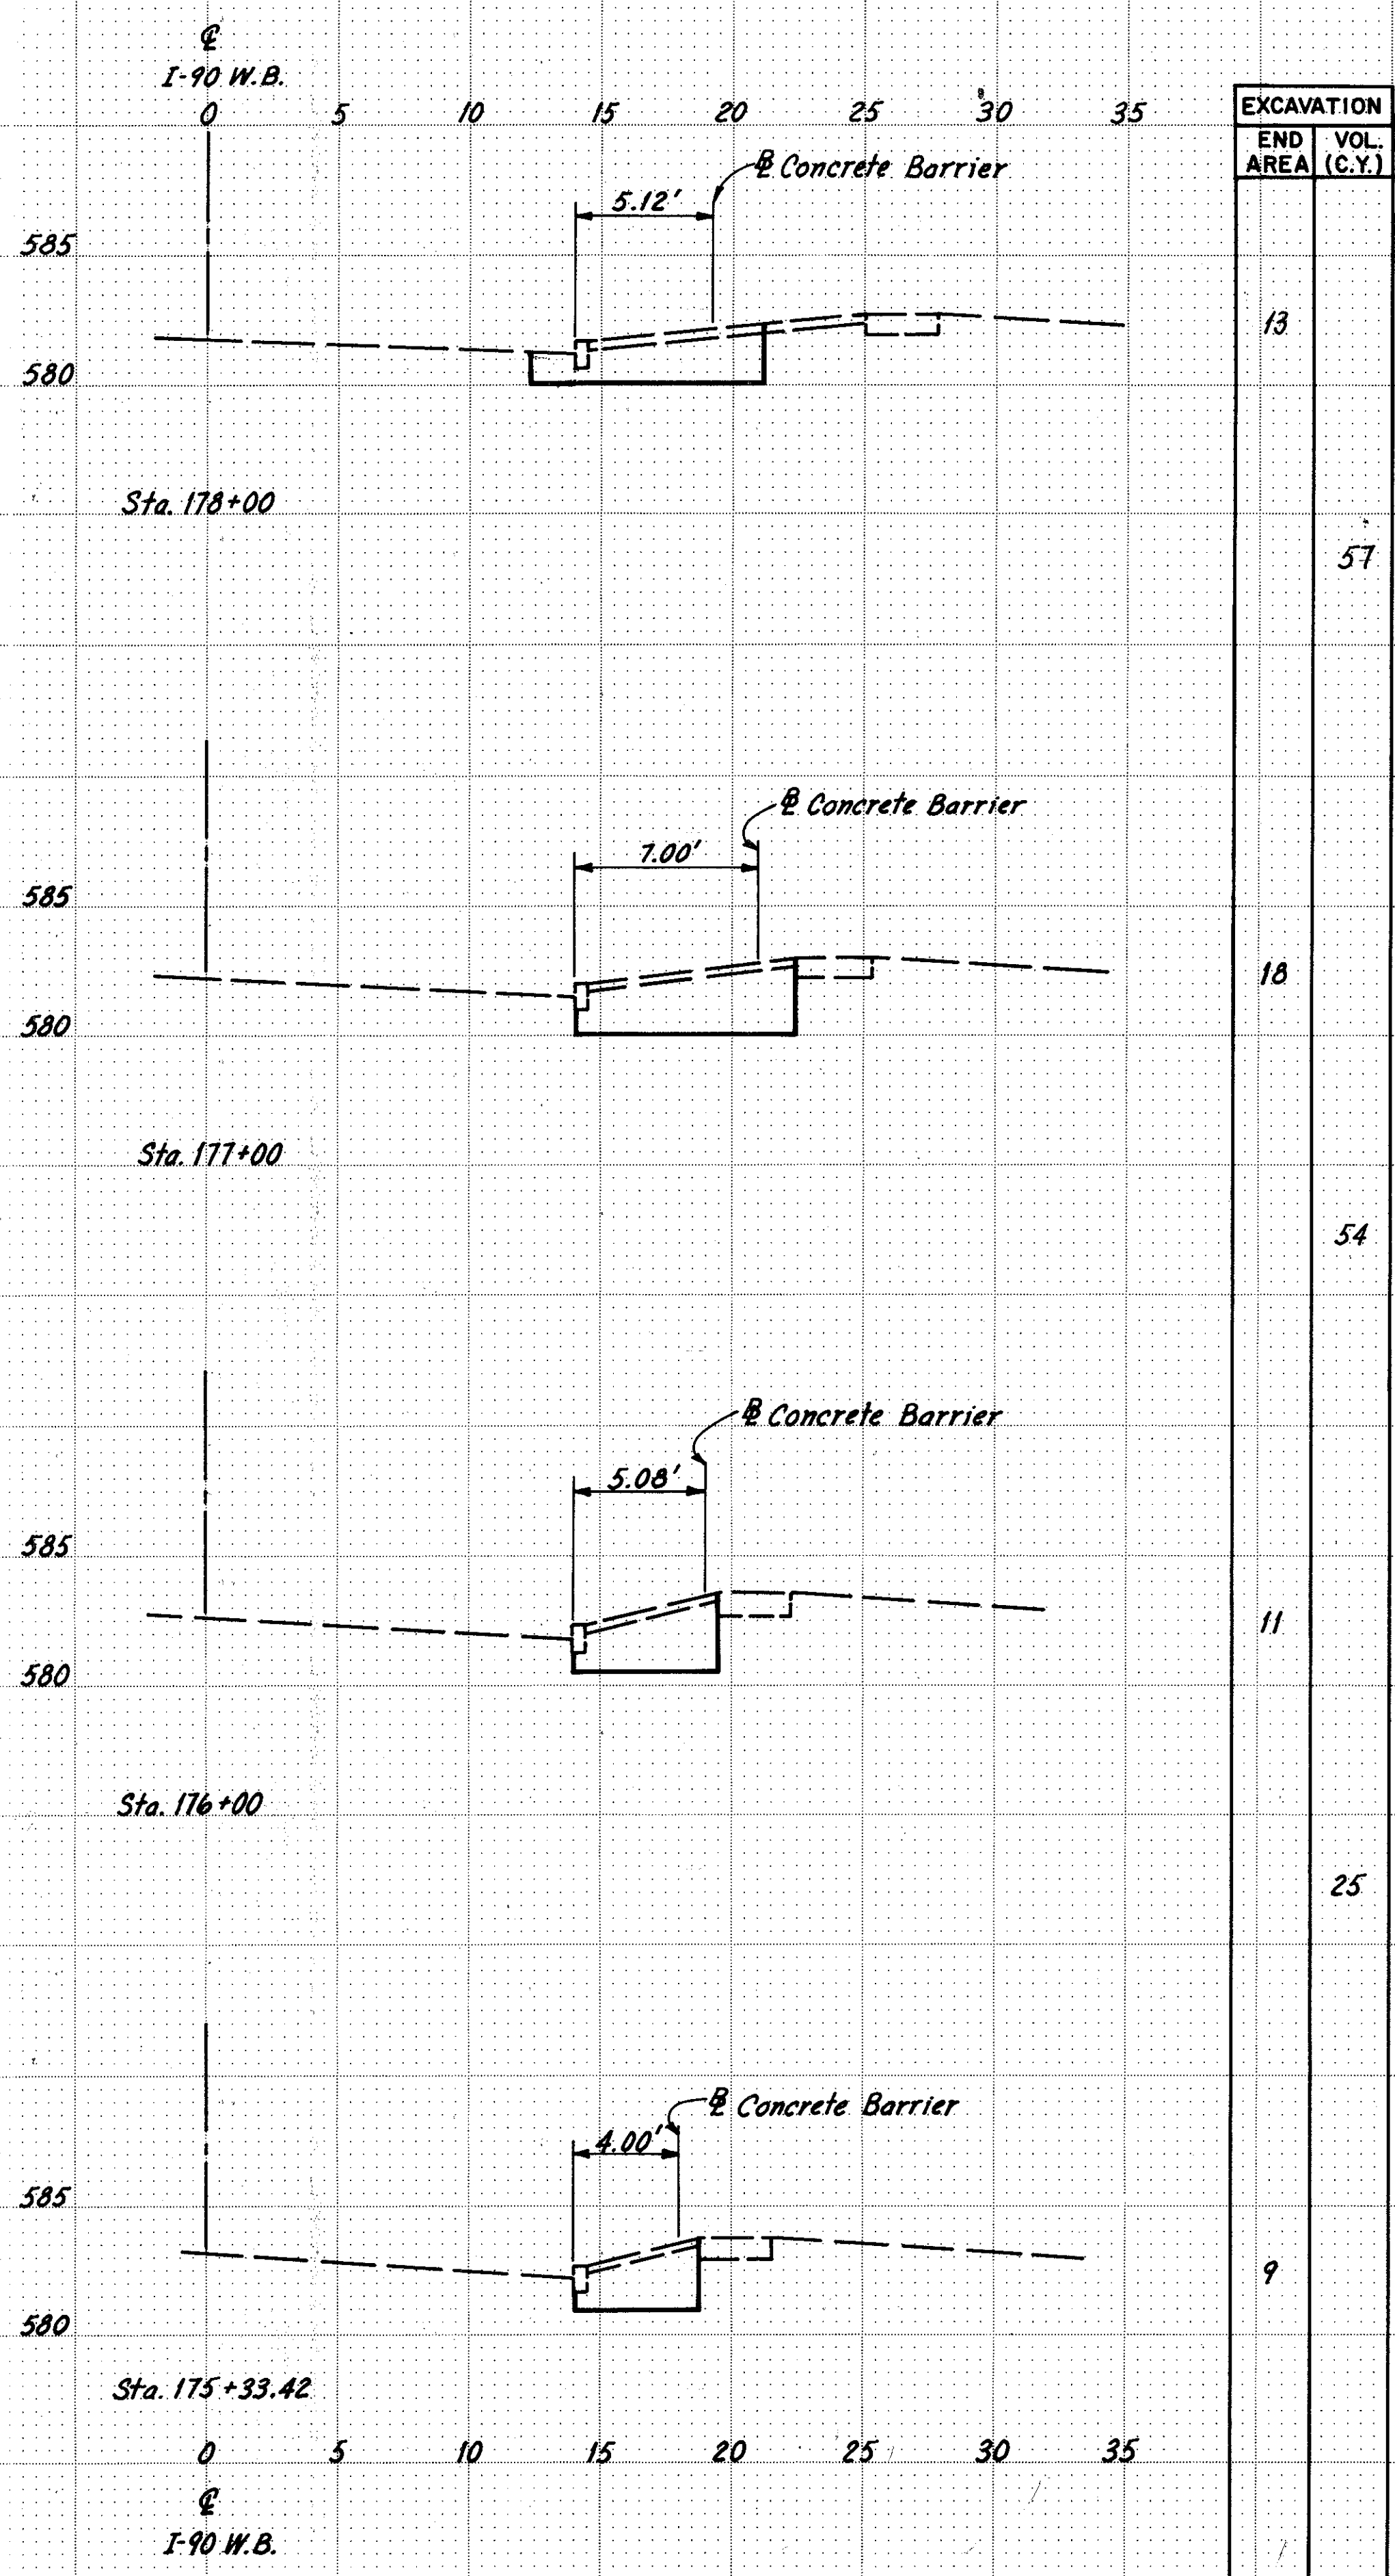 ℄
I-90 W.B.
0 5 10 15 20 25 30 35
EXCAVATION
END AREA VOL. (C.Y.)
℄ Concrete Barrier
5.12'
585
13
580
Sta. 178+00
57
Concrete Barrier
7.00'
585
18
580
Sta. 177+00
54
Concrete Barrier
5.08'
585
11
580
Sta. 176+00
25
Concrete Barrier
4.00'
585
9
580
Sta. 175+33.42
0 5 10 15 20 25 30 35
℄
I-90 W.B.